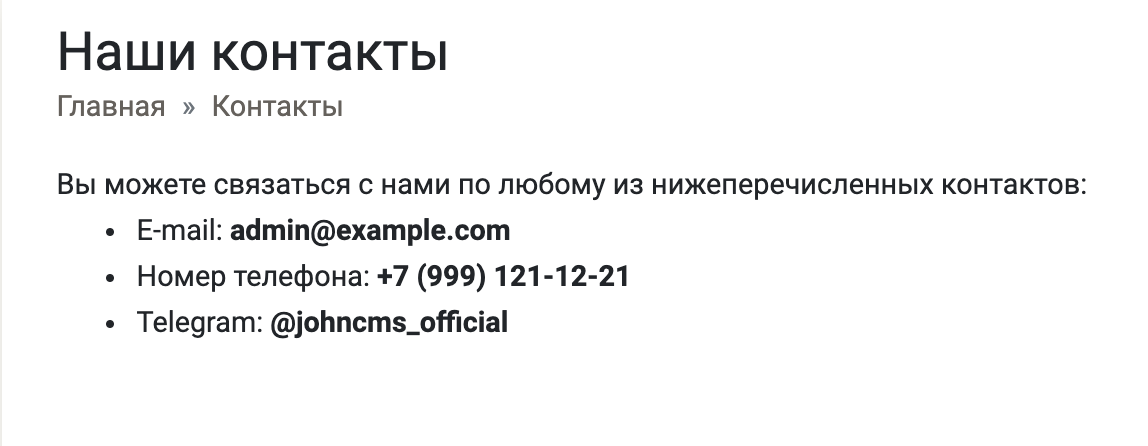 Наши контакты
Главная » Контакты
Вы можете связаться с нами по любому из нижеперечисленных контактов:
• E-mail: admin@example.com
• Номер телефона: +7 (999) 121-12-21
• Telegram: @johncms_official